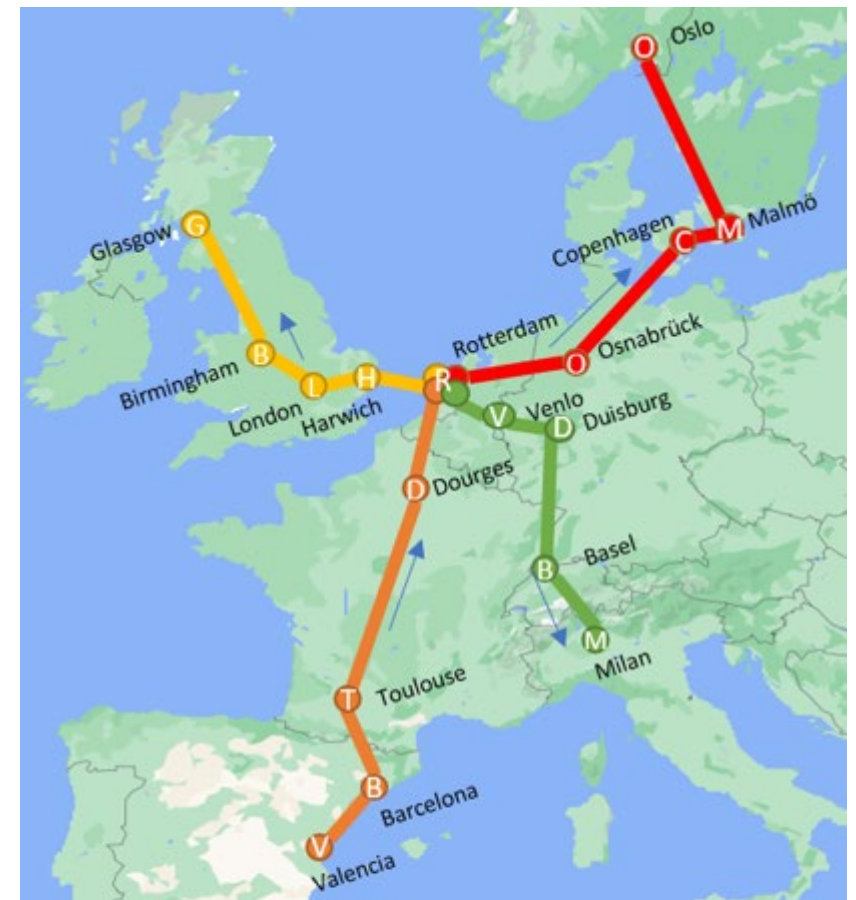 O Oslo
M Malmö
Copenhagen C
G
Glasgow
Rotterdam
R
O Osnabrück
B
Birmingham
L
London
H
Harwich
V Venlo
D Duisburg
D Dourges
B Basel
M
Milan
T Toulouse
B
Barcelona
V
Valencia